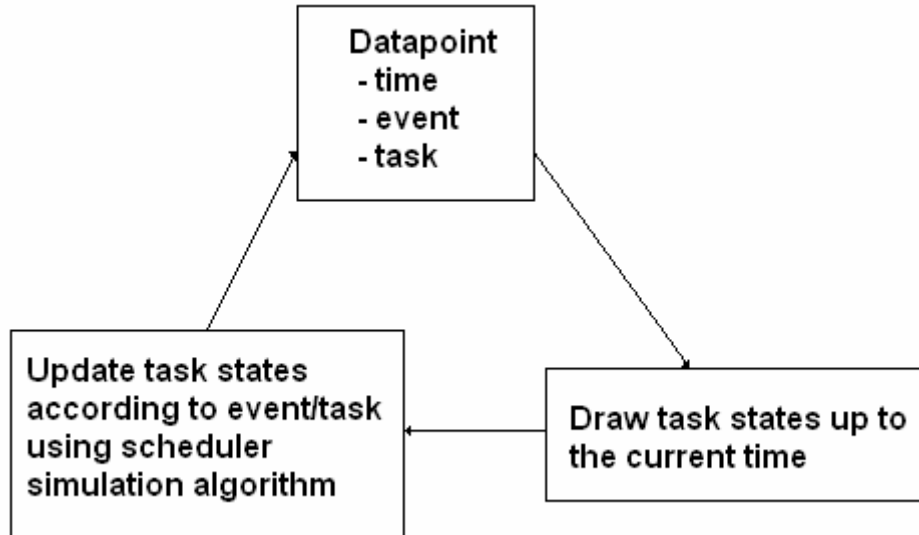 Datapoint
- time
- event
- task
Update task states
according to event/task
using scheduler
simulation algorithm
Draw task states up to
the current time